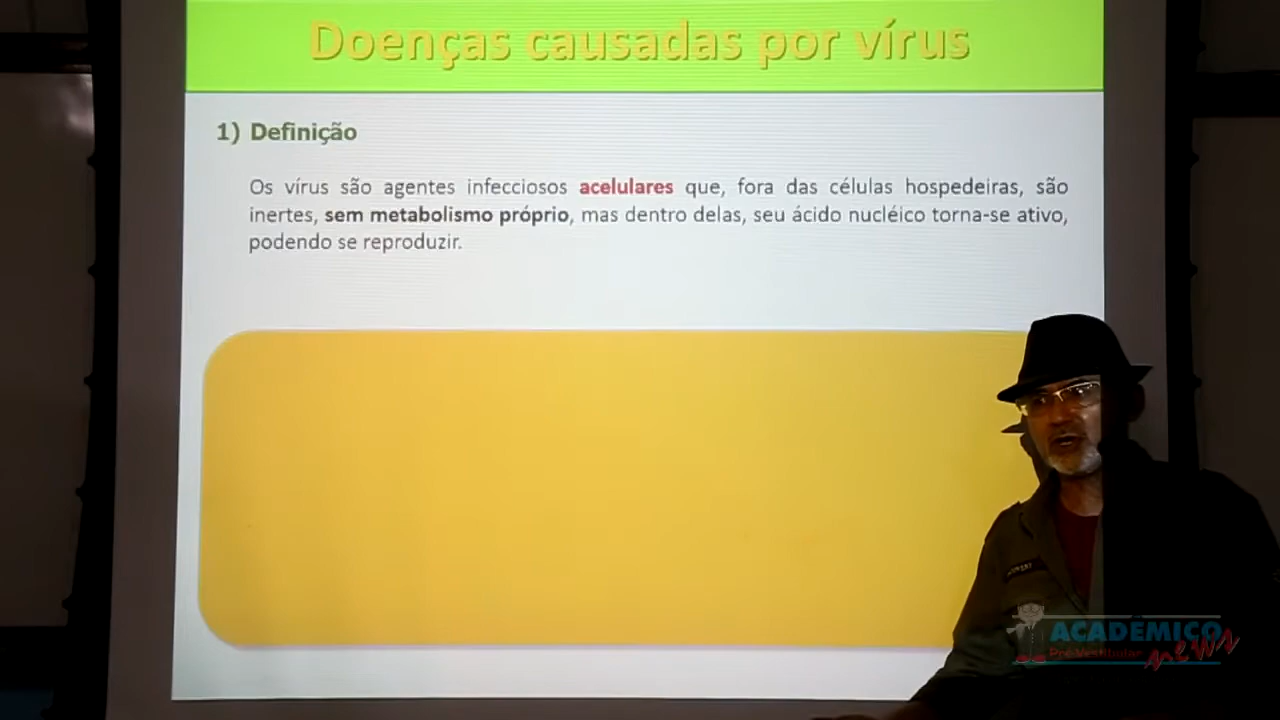 Doenças causadas por vírus
1) Definição
Os vírus são agentes infecciosos acelulares que, fora das células hospedeiras, são
inertes, sem metabolismo próprio, mas dentro delas, seu ácido nucléico torna-se ativo,
podendo se reproduzir.
ACADÊMICO
Pré-Vestibular
news